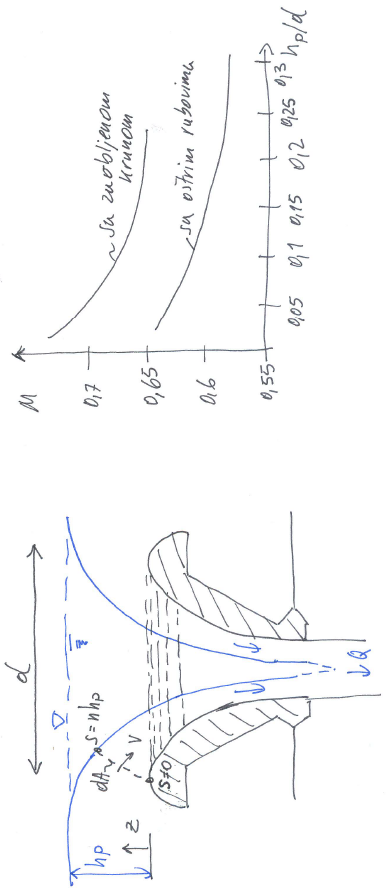 d
S=nhp
dA
V
S=0
hp
z
Q
M
0,7
0,65
0,6
0,55
sa zaobljenom
krunom
sa oštrim rubovima
0,05
0,1
0,15
0,2
0,25
0,3
hp/d